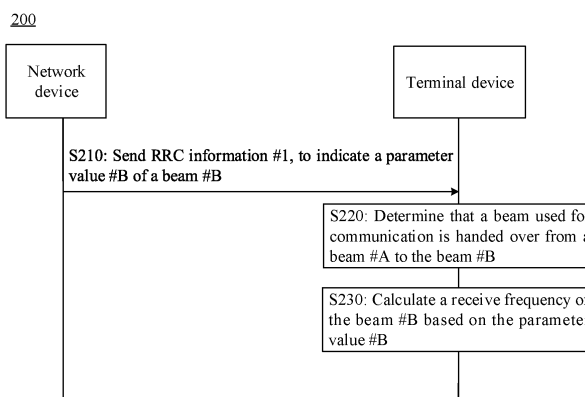 200
Network
device
Terminal device
S210: Send RRC information #1, to indicate a parameter
value #B of a beam #B
S220: Determine that a beam used fo
communication is handed over from a
beam #A to the beam #B
S230: Calculate a receive frequency o
the beam #B based on the paramete
value #B